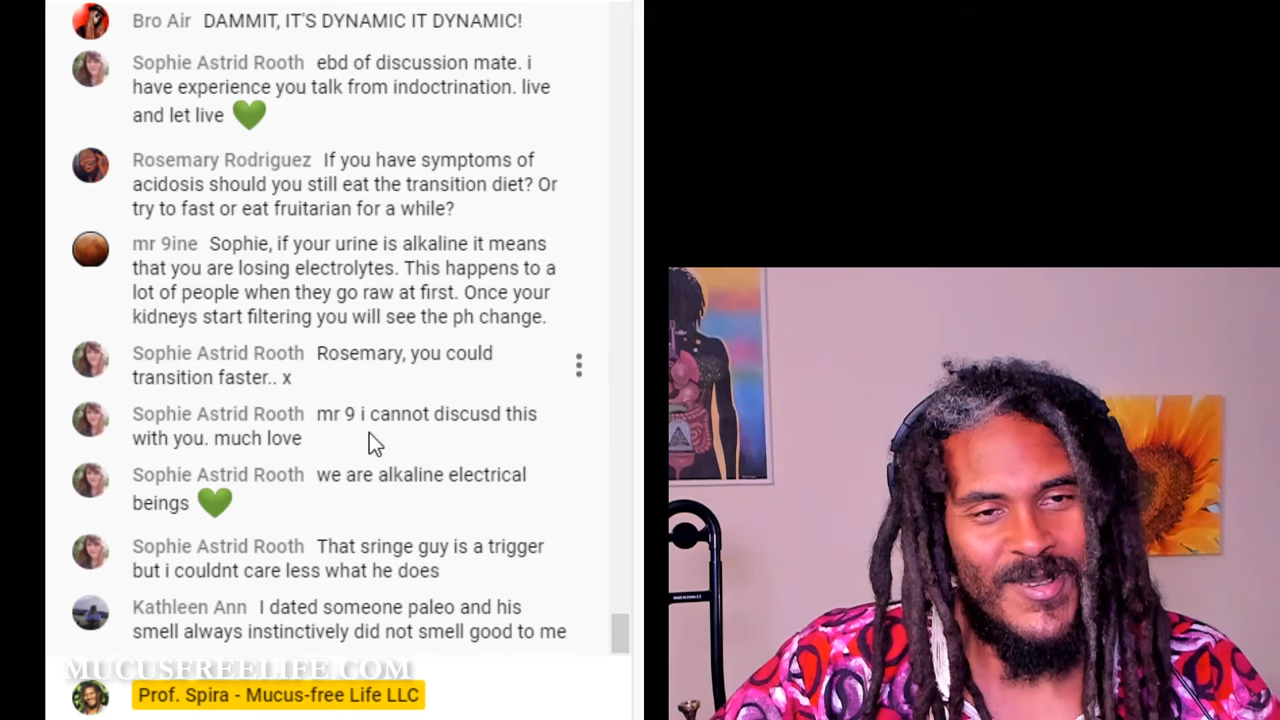 Bro Air DAMMIT, IT'S DYNAMIC IT DYNAMIC!
Sophie Astrid Rooth ebd of discussion mate. i
have experience you talk from indoctrination. live
and let live 💚
Rosemary Rodriguez If you have symptoms of
acidosis should you still eat the transition diet? Or
try to fast or eat fruitarian for a while?
mr 9ine Sophie, if your urine is alkaline it means
that you are losing electrolytes. This happens to a
lot of people when they go raw at first. Once your
kidneys start filtering you will see the ph change.
Sophie Astrid Rooth Rosemary, you could
transition faster.. x
Sophie Astrid Rooth mr 9 i cannot discusd this
with you. much love
Sophie Astrid Rooth we are alkaline electrical
beings 💚
Sophie Astrid Rooth That sringe guy is a trigger
but i couldnt care less what he does
Kathleen Ann I dated someone paleo and his
smell always instinctively did not smell good to me
MUCUSFREELIFE.COM
Prof. Spira - Mucus-free Life LLC